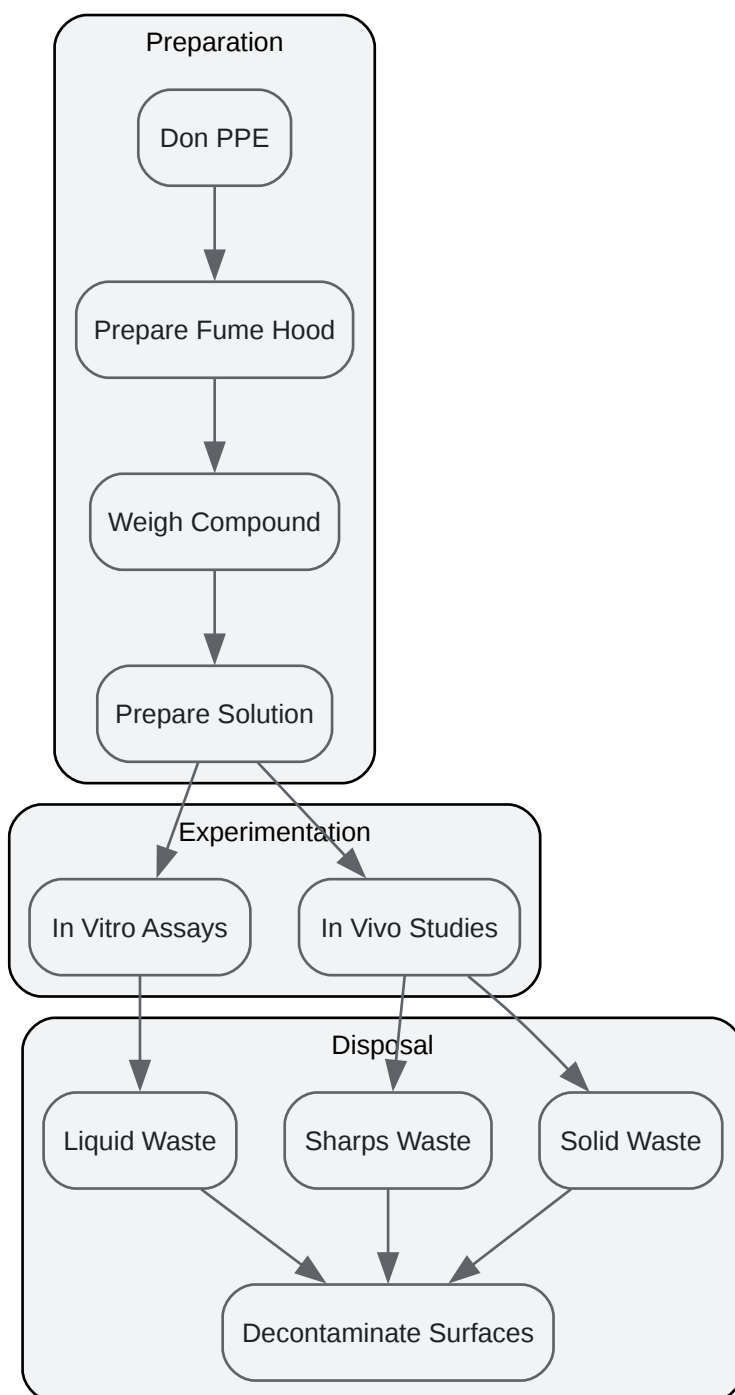 Preparation
Don PPE
Prepare Fume Hood
Weigh Compound
Prepare Solution
Experimentation
In Vitro Assays
In Vivo Studies
Disposal
Liquid Waste
Sharps Waste
Solid Waste
Decontaminate Surfaces